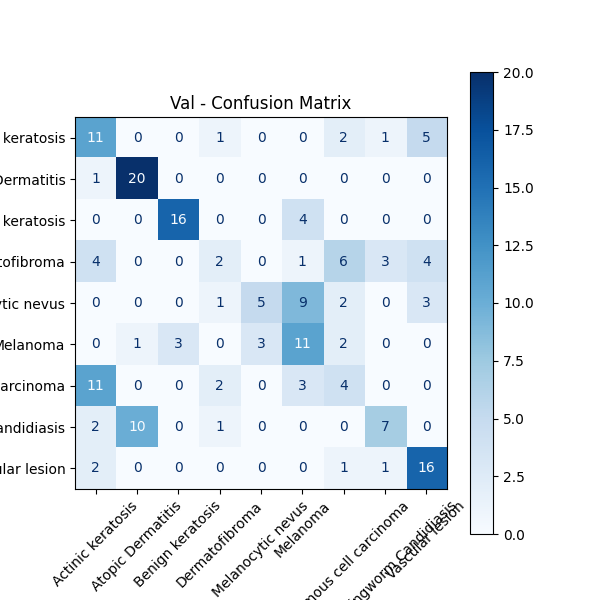 Val - Confusion Matrix
keratosis 11 0 0 1 0 0 2 1 5
Dermatitis 1 20 0 0 0 0 0 0 0
keratosis 0 0 16 0 0 4 0 0 0
tofibroma 4 0 0 2 0 1 6 3 4
tic nevus 0 0 0 1 5 9 2 0 3
Melanoma 0 1 3 0 3 11 2 0 0
arcinoma 11 0 0 2 0 3 4 0 0
andidiasis 2 10 0 1 0 0 0 7 0
ular lesion 2 0 0 0 0 0 1 1 16
Actinic keratosis
Atopic Dermatitis
Benign keratosis
Dermatofibroma
Melanocytic nevus
Melanoma
mous cell carcinoma
ngworm Candidiasis
Vascular lesion
20.0
17.5
15.0
12.5
10.0
7.5
5.0
2.5
0.0